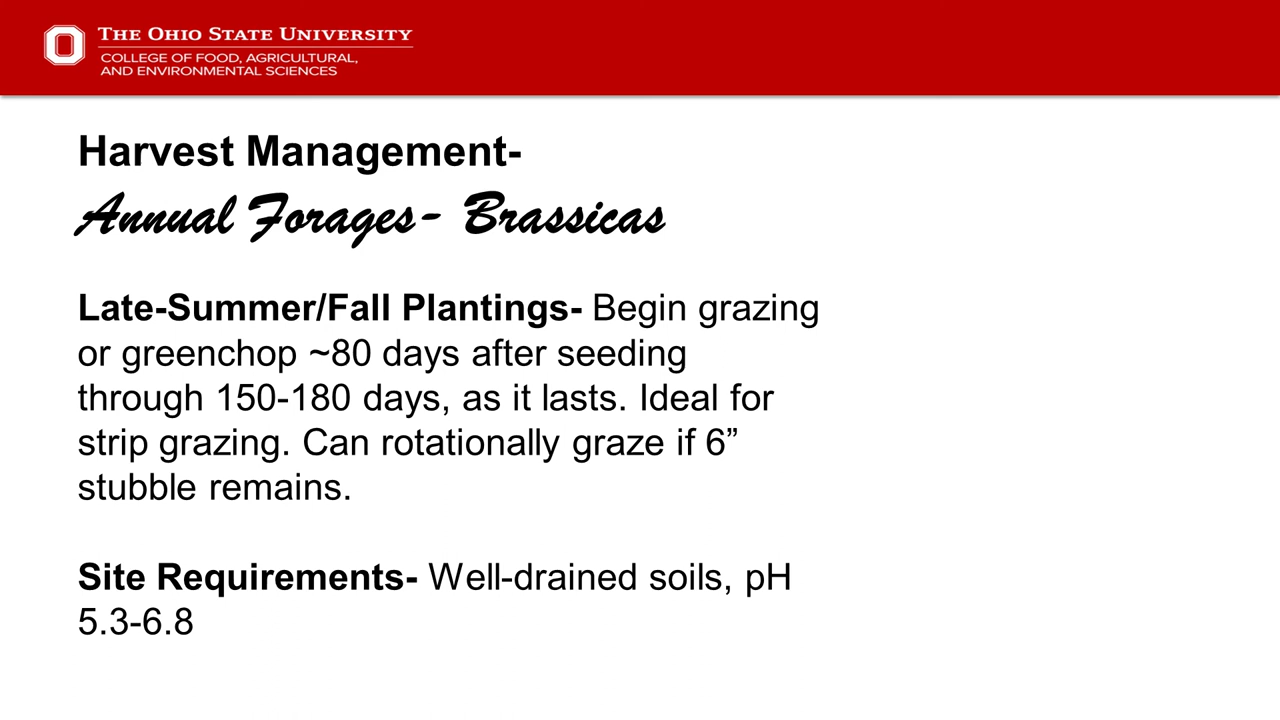 THE OHIO STATE UNIVERSITY
COLLEGE OF FOOD, AGRICULTURAL,
AND ENVIRONMENTAL SCIENCES
Harvest Management-
Annual Forages- Brassicas
Late-Summer/Fall Plantings- Begin grazing
or greenchop ~80 days after seeding
through 150-180 days, as it lasts. Ideal for
strip grazing. Can rotationally graze if 6”
stubble remains.
Site Requirements- Well-drained soils, pH
5.3-6.8